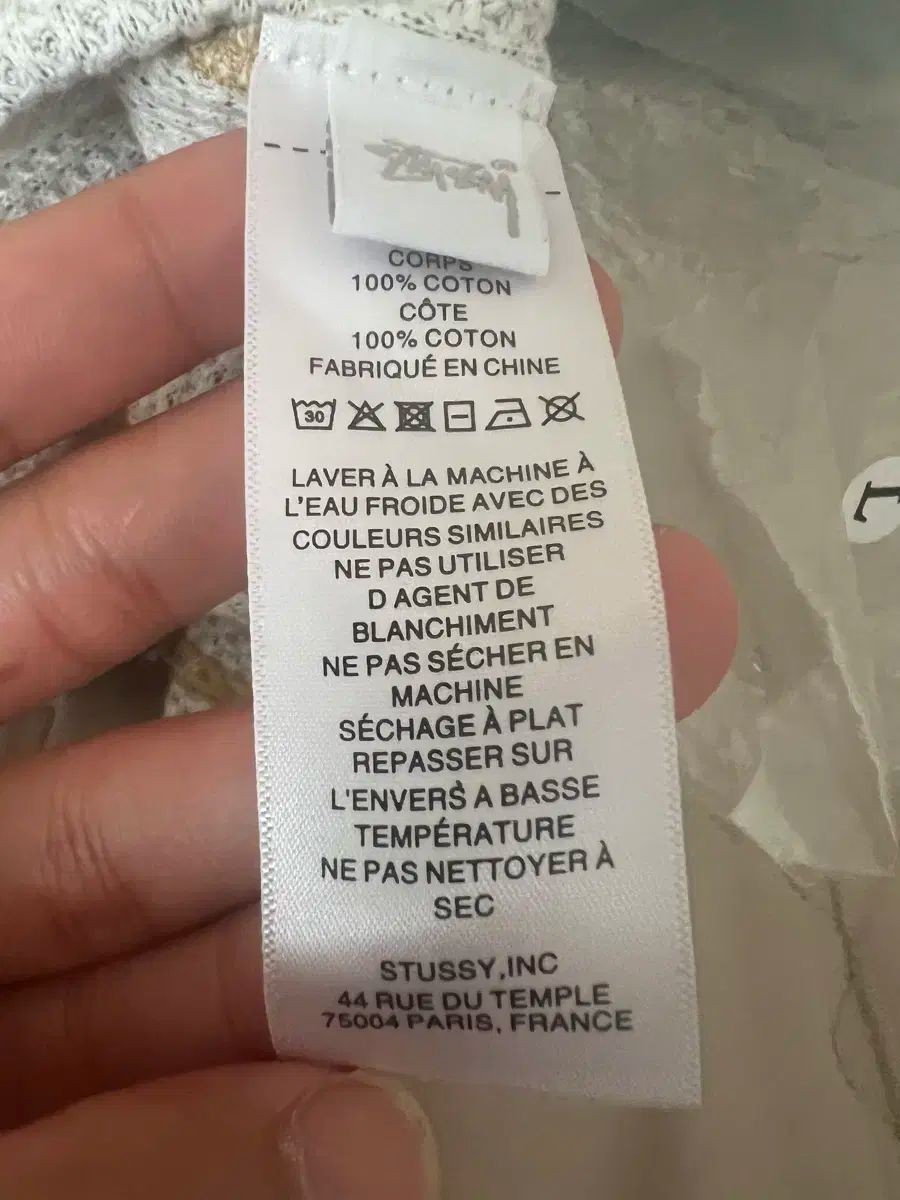 Stüssy
CORPS
100% COTON
CÔTE
100% COTON
FABRIQUÉ EN CHINE
30
LAVER À LA MACHINE À
L'EAU FROIDE AVEC DES
COULEURS SIMILAIRES
NE PAS UTILISER
D AGENT DE
BLANCHIMENT
NE PAS SÉCHER EN
MACHINE
SÉCHAGE À PLAT
REPASSER SUR
L'ENVERS A BASSE
TEMPÉRATURE
NE PAS NETTOYER À
SEC
STUSSY,INC
44 RUE DU TEMPLE
75004 PARIS, FRANCE